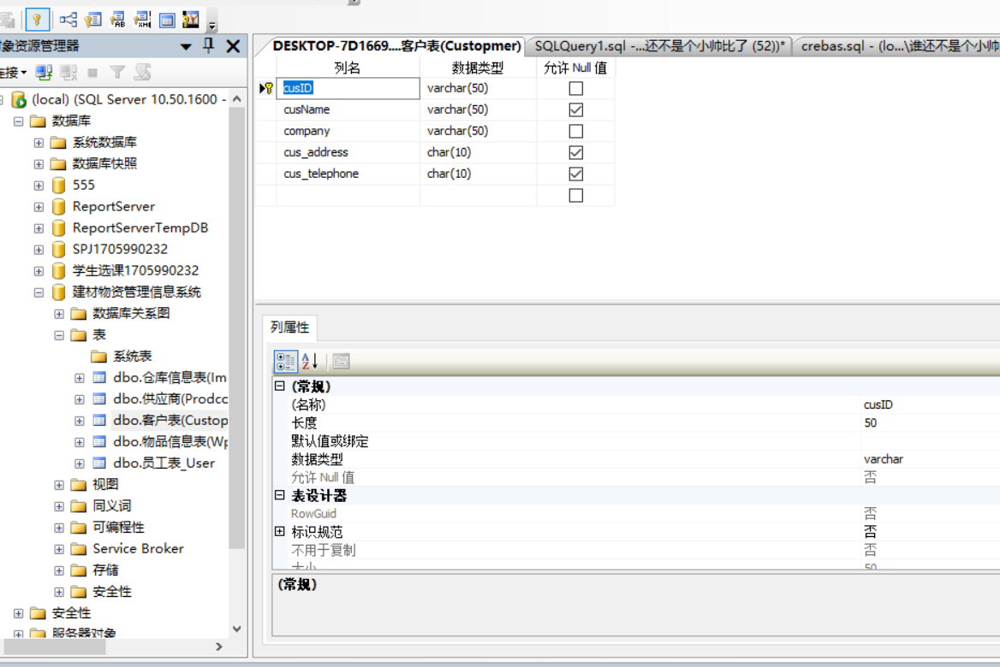 对象资源管理器
连接
(local) (SQL Server 10.50.1600 -
数据库
系统数据库
数据库快照
555
ReportServer
ReportServerTempDB
SPJ1705990232
学生选课1705990232
建材物资管理信息系统
数据库关系图
表
系统表
dbo.仓库信息表(Im
dbo.供应商(Prodcc
dbo.客户表(Custop
dbo.物品信息表(Wp
dbo.员工表_User
视图
同义词
可编程性
Service Broker
存储
安全性
安全性
服务器对象
DESKTOP-7D1669....客户表(Custopmer) SQLQuery1.sql -...还不是个小帅比了 (52))* crebas.sql - (lo...\谁还不是个小帅
列名 数据类型 允许 Null 值
cusID varchar(50)
cusName varchar(50)
company varchar(50)
cus_address char(10)
cus_telephone char(10)
列属性
(常规)
(名称) cusID
长度 50
默认值或绑定
数据类型 varchar
允许 Null 值 否
表设计器
RowGuid 否
标识规范 否
不用于复制 否
大小 50
(常规)